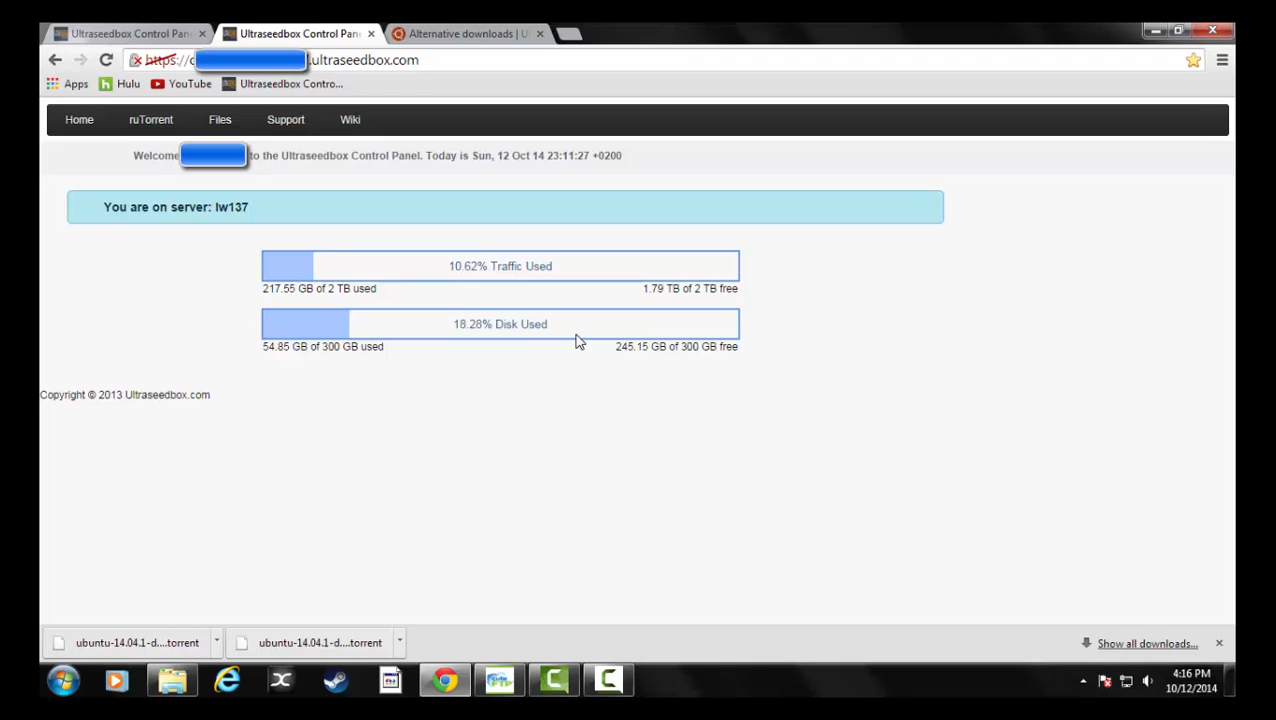 Ultraseedbox Control Pan
Ultraseedbox Control Pan
Alternative downloads | U
https://c .ultraseedbox.com
Apps Hulu YouTube Ultraseedbox Contro...
Home ruTorrent Files Support Wiki
Welcome to the Ultraseedbox Control Panel. Today is Sun, 12 Oct 14 23:11:27 +0200
You are on server: lw137
10.62% Traffic Used
217.55 GB of 2 TB used 1.79 TB of 2 TB free
18.28% Disk Used
54.85 GB of 300 GB used 245.15 GB of 300 GB free
Copyright © 2013 Ultraseedbox.com
ubuntu-14.04.1-d....torrent ubuntu-14.04.1-d....torrent Show all downloads...
4:16 PM
10/12/2014